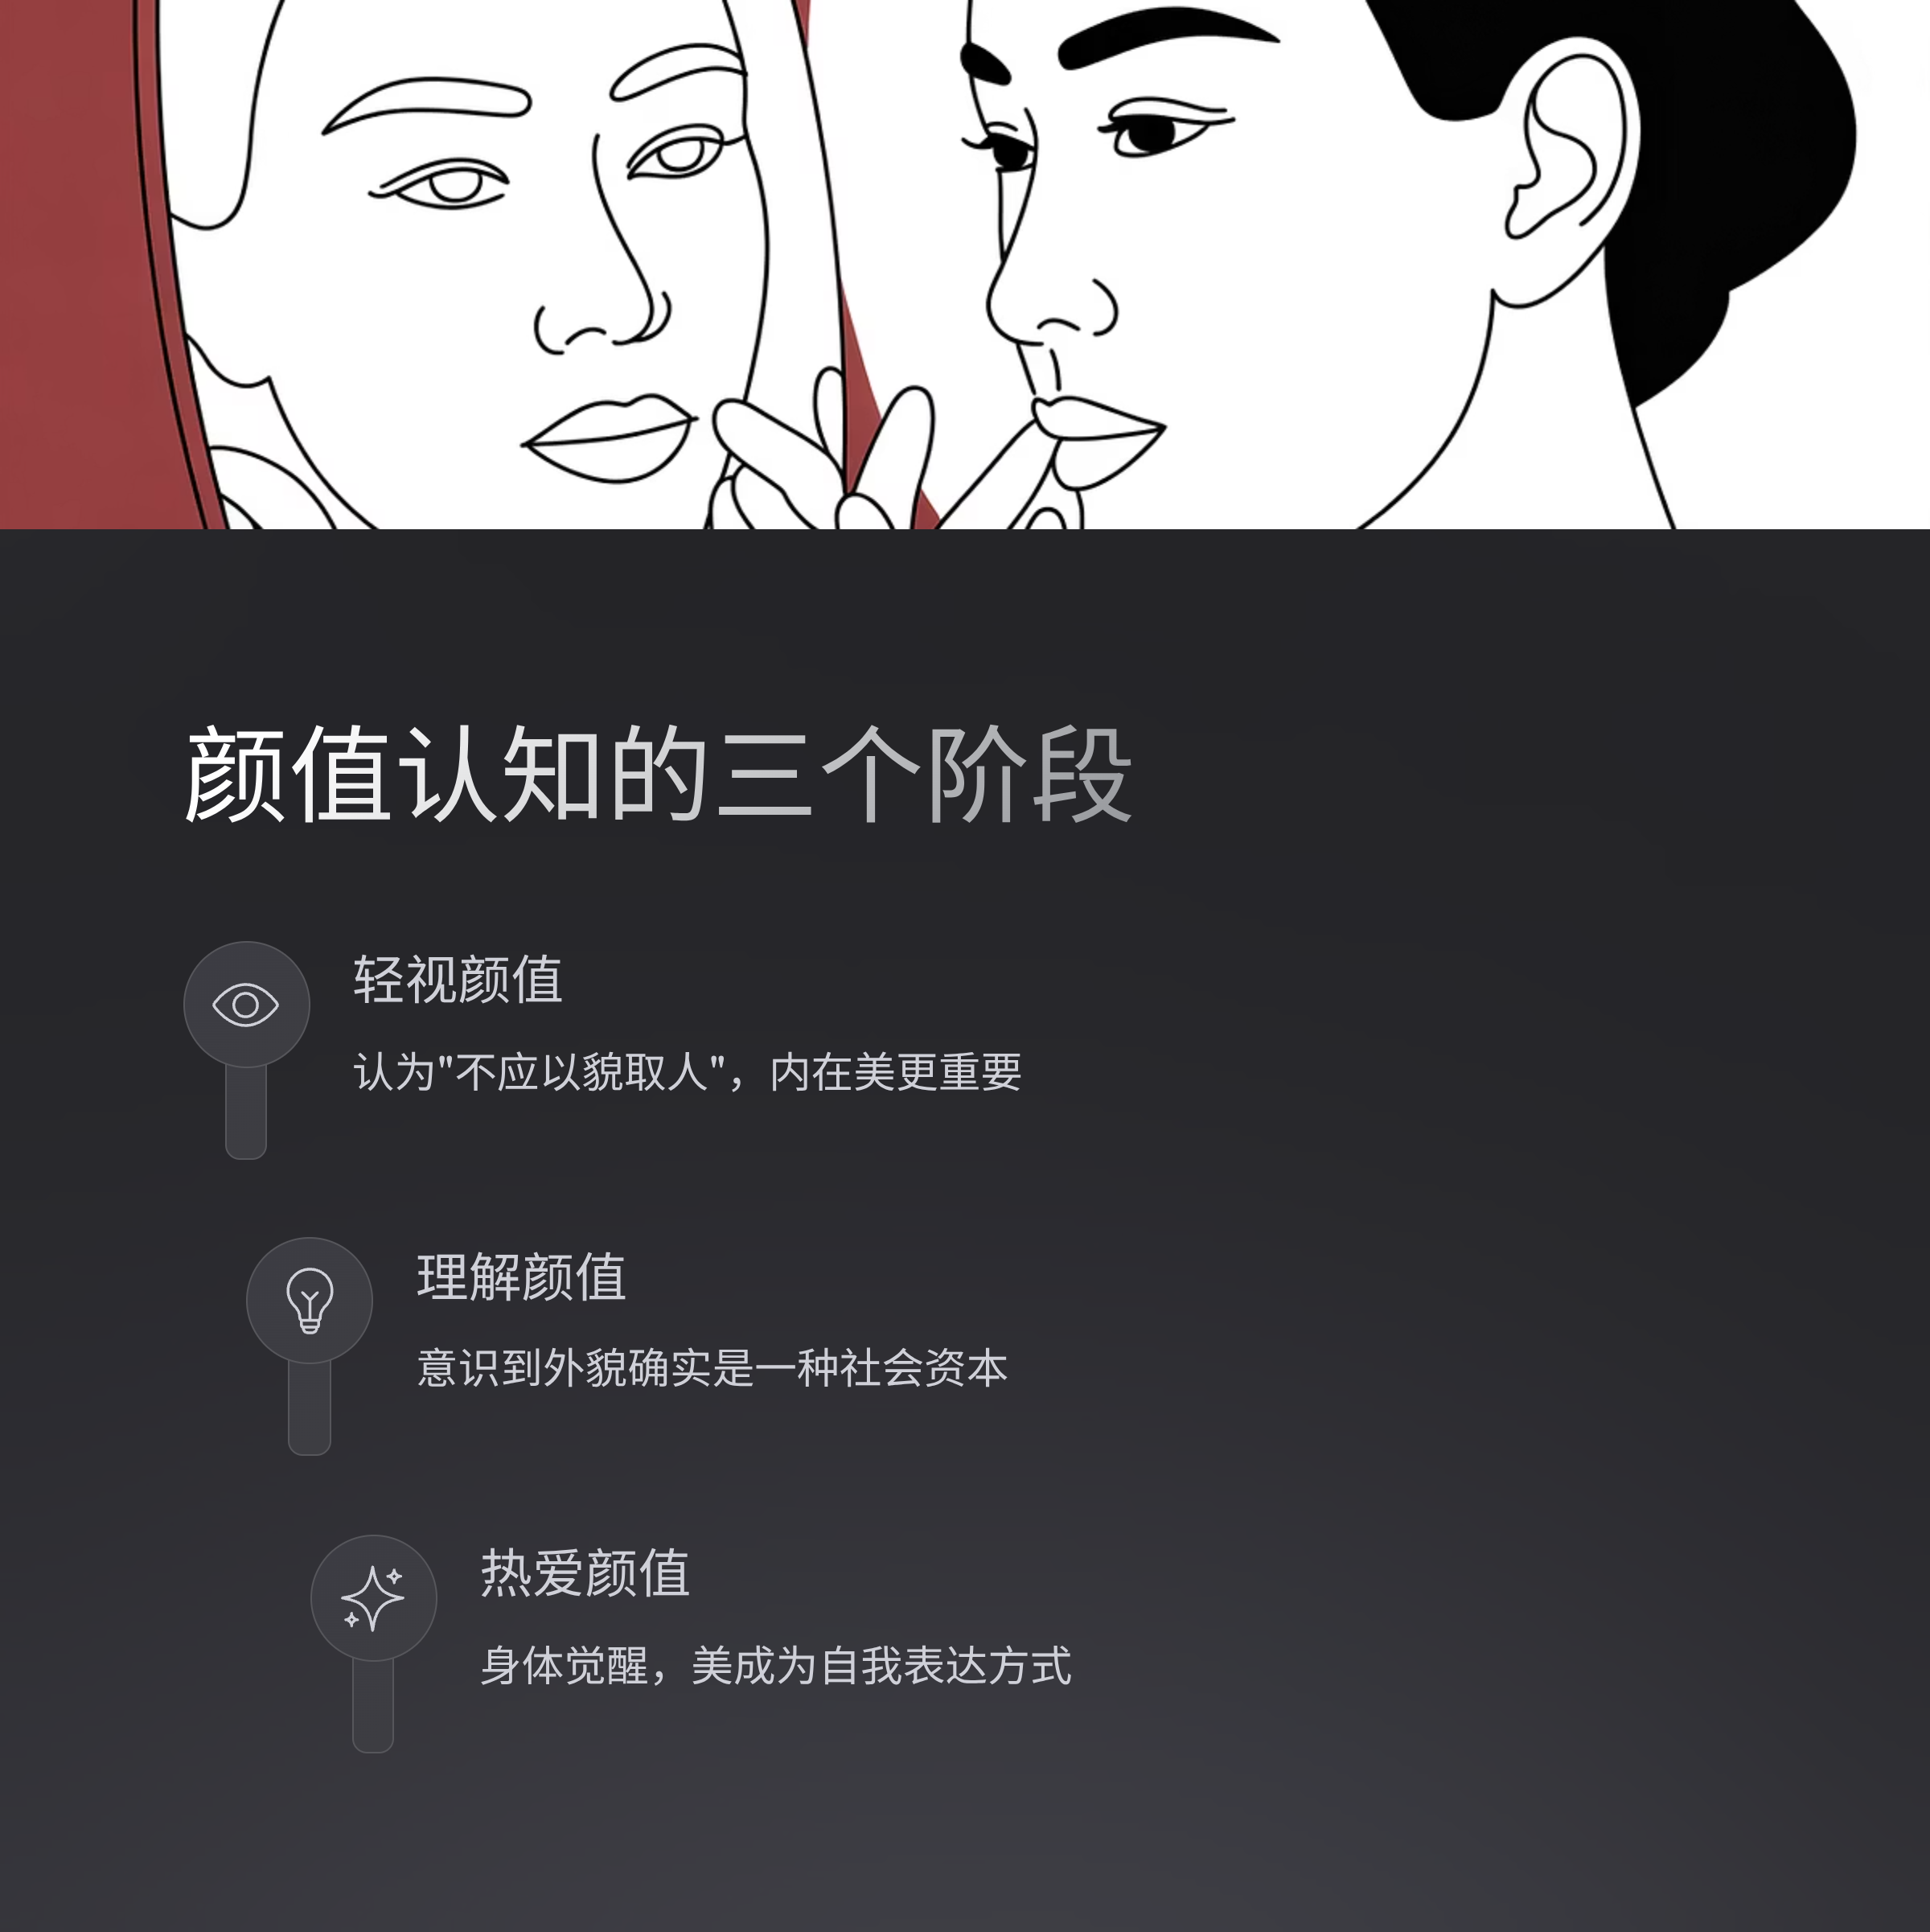 颜值认知的三个阶段
轻视颜值
认为"不应以貌取人"，内在美更重要
理解颜值
意识到外貌确实是一种社会资本
热爱颜值
身体觉醒，美成为自我表达方式